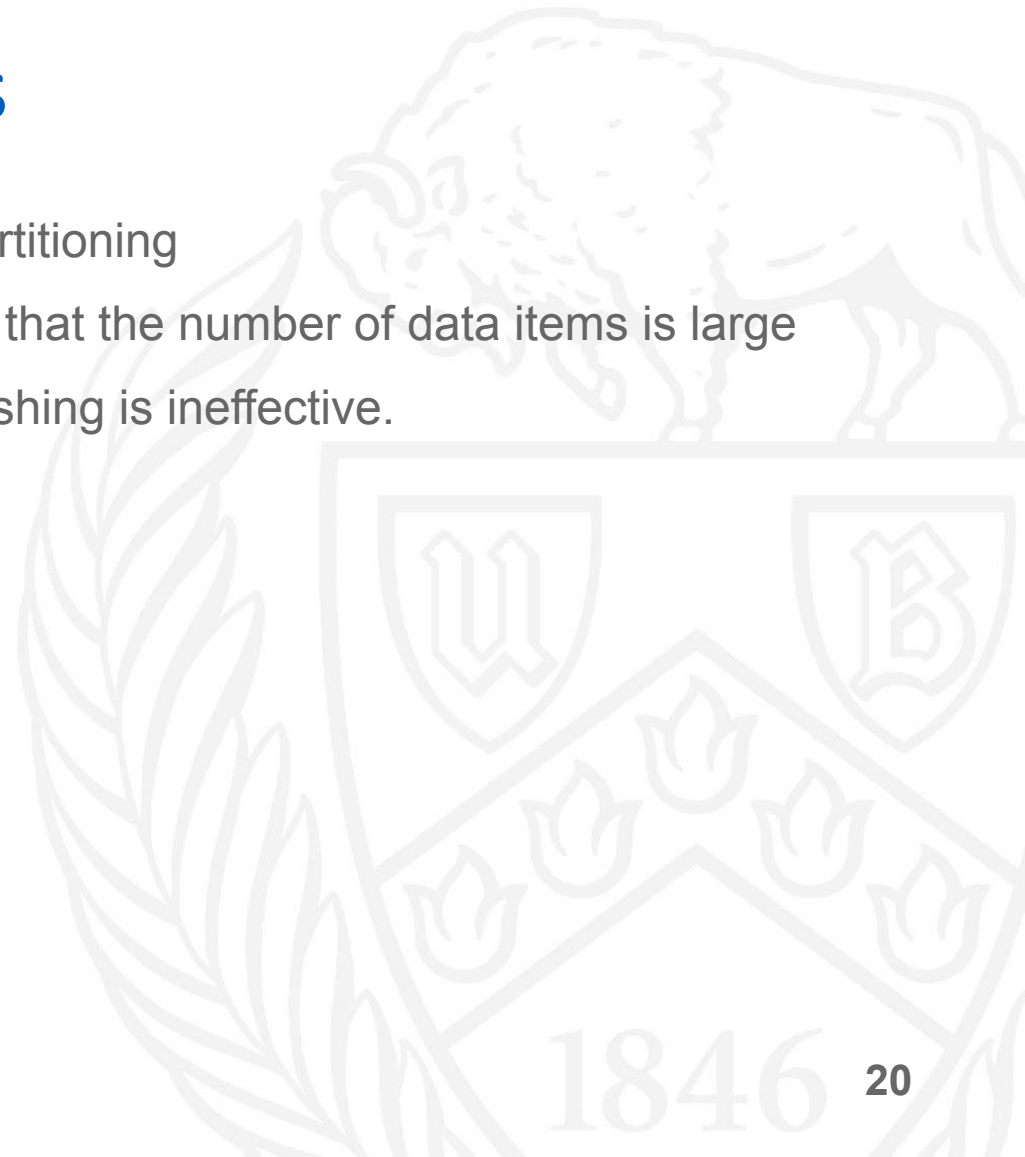 s
rtitioning
that the number of data items is large
shing is ineffective.
U B
1846
20